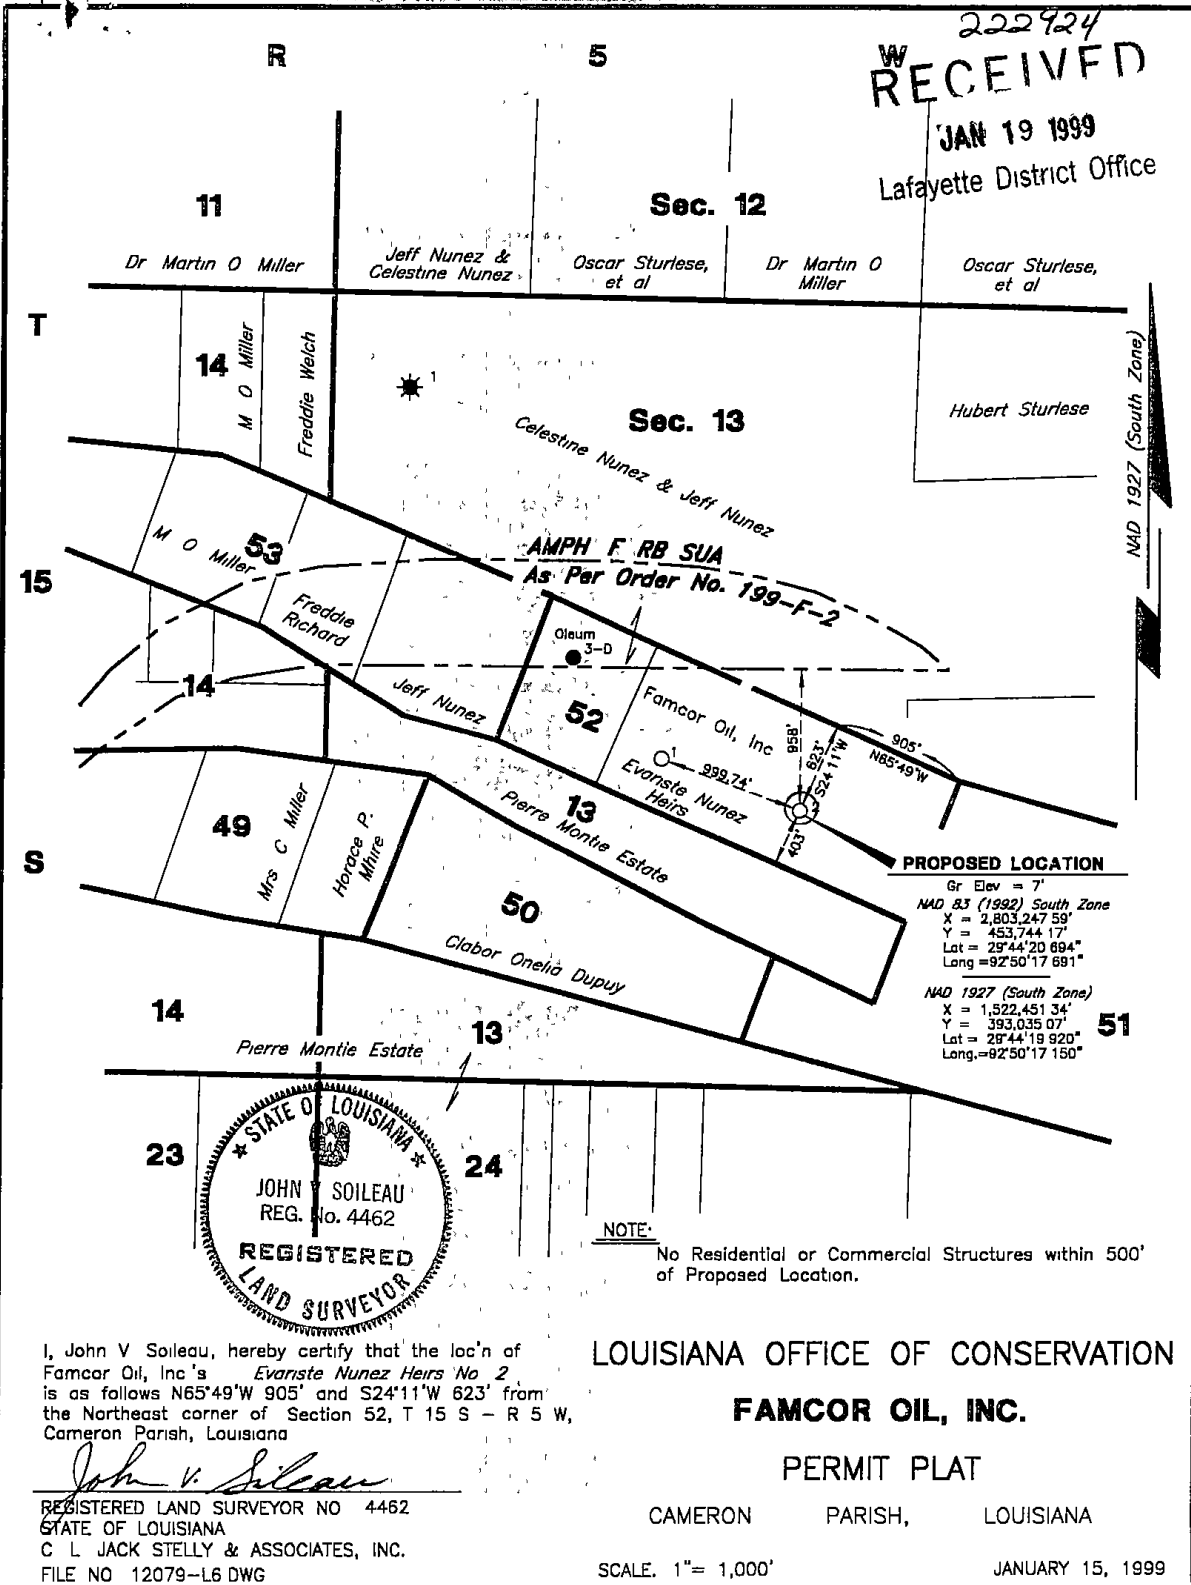 222924
R 5 W
RECEIVED
JAN 19 1999
Lafayette District Office
11
Sec. 12
Dr Martin O Miller
Jeff Nunez &
Celestine Nunez
Oscar Sturlese,
et al
Dr Martin O
Miller
Oscar Sturlese,
et al
T
14
M O Miller
Freddie Welch
1
Sec. 13
Celestine Nunez & Jeff Nunez
Hubert Sturlese
NAD 1927 (South Zone)
15
M O Miller
53
AMPH F RB SUA
As Per Order No. 199-F-2
Freddie
Richard
Oleum
3-D
14
Jeff Nunez
52
Famcor Oil, Inc
958'
623'
S24 11'W
905'
N65°49'W
1
999.74'
2
Evariste Nunez
Heirs
403'
S
49
Mrs C Miller
Horace P.
Mhire
13
Pierre Montie Estate
50
Clabor Onelia Dupuy
PROPOSED LOCATION
Gr Elev = 7'
NAD 83 (1992) South Zone
X = 2,803,247 59'
Y = 453,744 17'
Lat = 29°44'20 694"
Long =92°50'17 691"
NAD 1927 (South Zone)
X = 1,522,451 34'
Y = 393,035 07'
Lat = 29°44'19 920"
Long.=92°50'17 150"
51
14
13
Pierre Montie Estate
23
24
STATE OF LOUISIANA
JOHN V SOILEAU
REG. No. 4462
REGISTERED
LAND SURVEYOR
NOTE:
No Residential or Commercial Structures within 500'
of Proposed Location.
I, John V Soileau, hereby certify that the loc'n of
Famcor Oil, Inc 's Evariste Nunez Heirs No 2
is as follows N65°49'W 905' and S24°11'W 623' from
the Northeast corner of Section 52, T 15 S - R 5 W,
Cameron Parish, Louisiana
John V. Soileau
REGISTERED LAND SURVEYOR NO 4462
STATE OF LOUISIANA
C L JACK STELLY & ASSOCIATES, INC.
FILE NO 12079-L6 DWG
LOUISIANA OFFICE OF CONSERVATION
FAMCOR OIL, INC.
PERMIT PLAT
CAMERON PARISH, LOUISIANA
SCALE. 1"= 1,000'
JANUARY 15, 1999